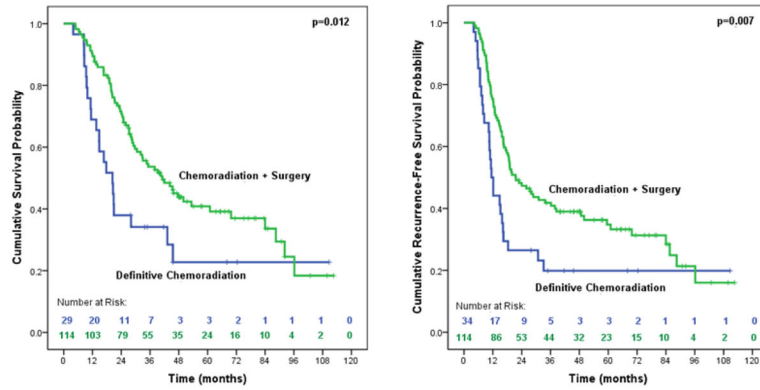 p=0.012
Cumulative Survival Probability
1.0
0.8
0.6
0.4
0.2
0.0
Chemoradiation + Surgery
Definitive Chemoradiation
Number at Risk:
29 20 11 7 3 3 2 1 1 1 0
114 103 79 55 35 24 16 10 4 2 0
0 12 24 36 48 60 72 84 96 108 120
Time (months)
p=0.007
Cumulative Recurrence-Free Survival Probability
1.0
0.8
0.6
0.4
0.2
0.0
Chemoradiation + Surgery
Definitive Chemoradiation
Number at Risk:
34 17 9 5 3 3 2 1 1 1 0
114 86 53 44 32 23 15 10 4 2 0
0 12 24 36 48 60 72 84 96 108 120
Time (months)